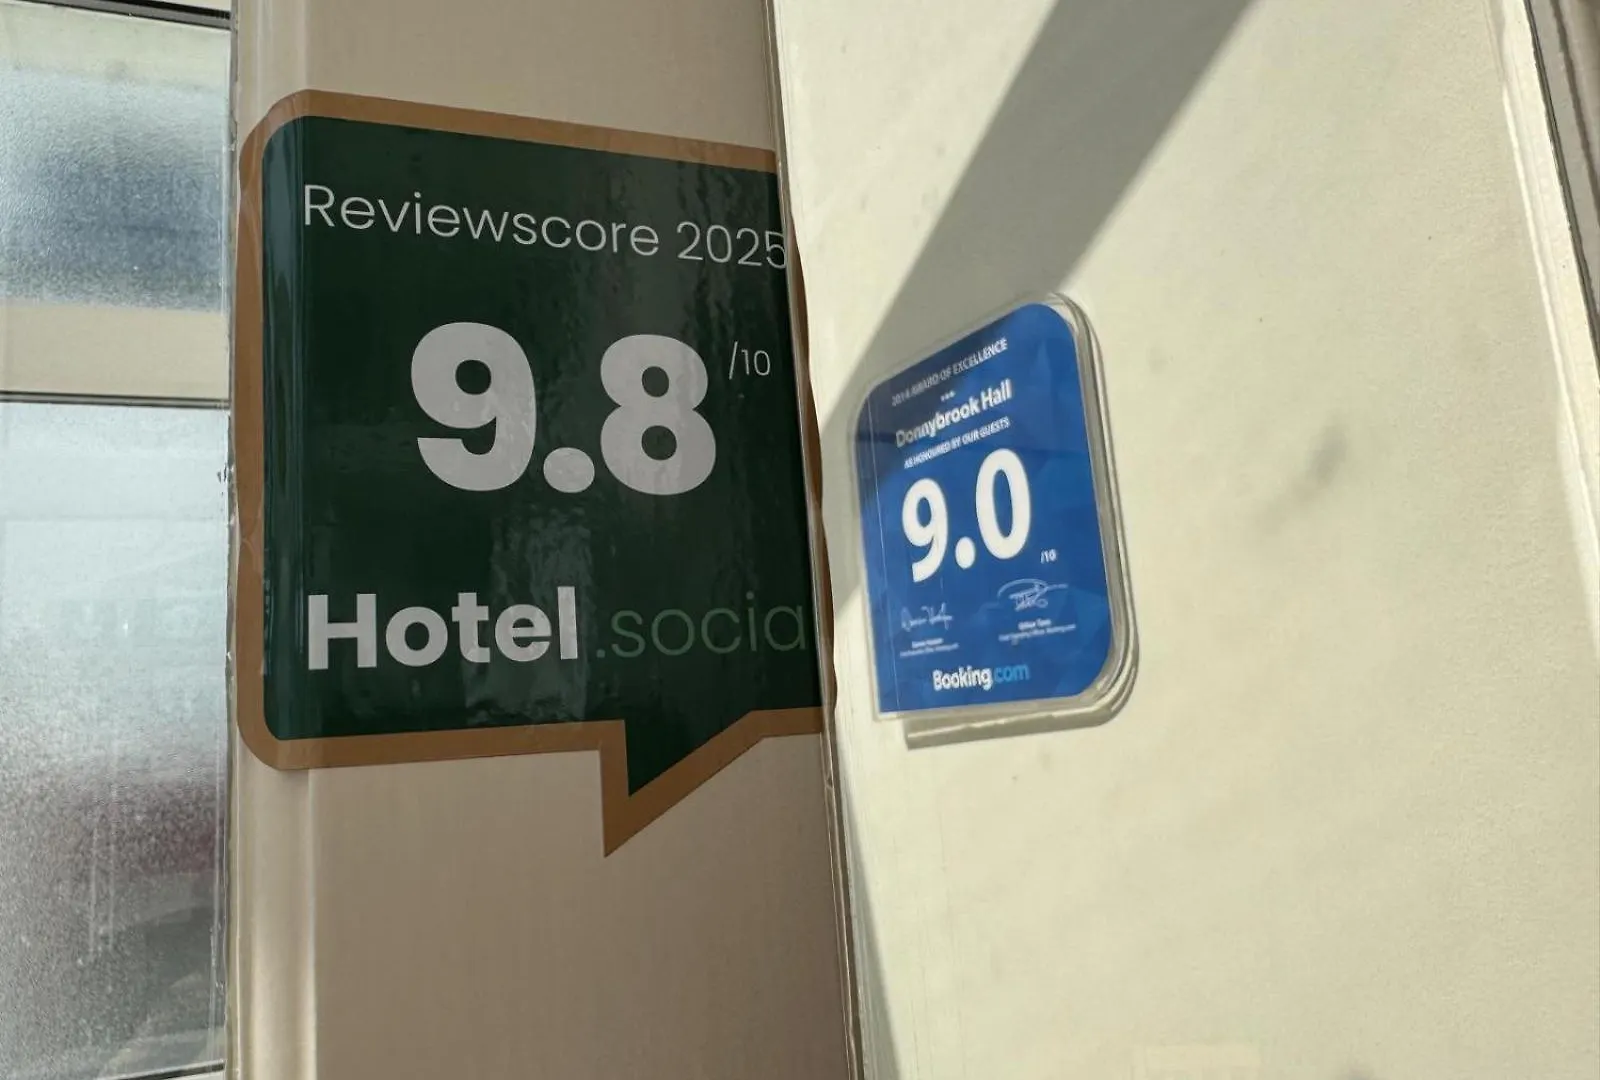 Reviewscore 2025
9.8 /10
Hotel.social
2014 AWARD OF EXCELLENCE
Donnybrook Hall
AS HONOURED BY OUR GUESTS
9.0 /10
Booking.com